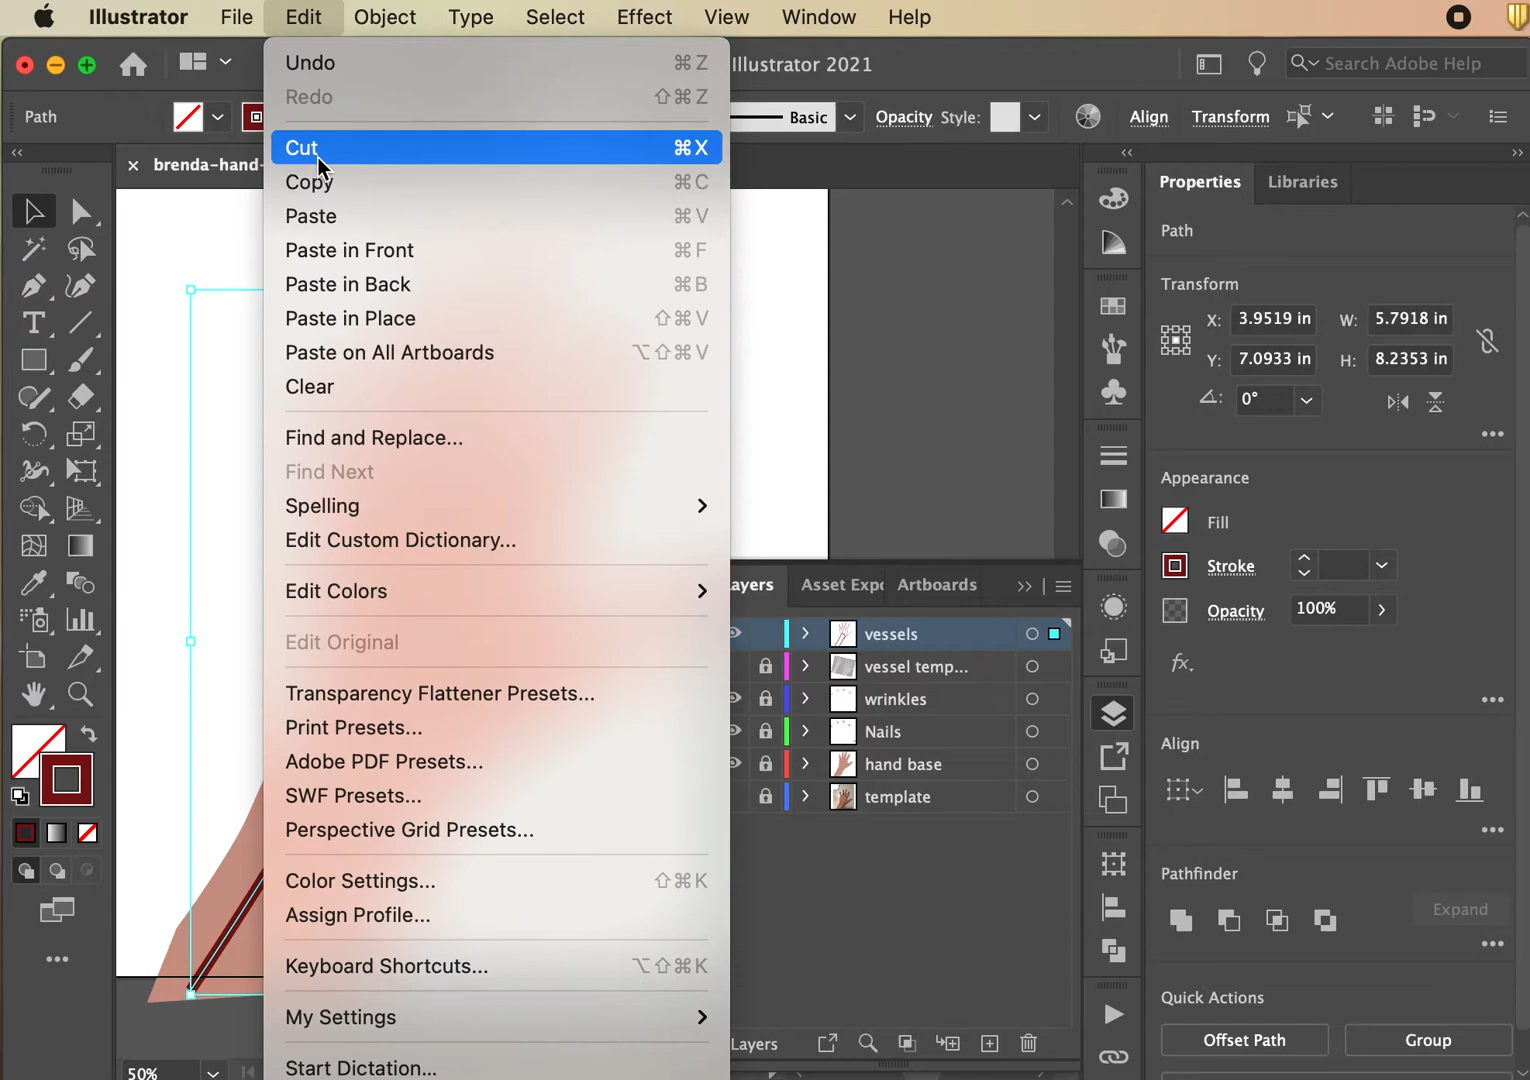 Illustrator File Edit Object Type Select Effect View Window Help
Illustrator 2021
Search Adobe Help
Path
Basic
Opacity Style:
Align
Transform
brenda-hand-
Undo ⌘Z
Redo ⇧⌘Z
Cut ⌘X
Copy ⌘C
Paste ⌘V
Paste in Front ⌘F
Paste in Back ⌘B
Paste in Place ⇧⌘V
Paste on All Artboards ⌥⇧⌘V
Clear
Find and Replace...
Find Next
Spelling
Edit Custom Dictionary...
Edit Colors
Edit Original
Transparency Flattener Presets...
Print Presets...
Adobe PDF Presets...
SWF Presets...
Perspective Grid Presets...
Color Settings... ⇧⌘K
Assign Profile...
Keyboard Shortcuts... ⌥⇧⌘K
My Settings
Start Dictation...
50%
ayers Asset Expo Artboards
vessels
vessel temp...
wrinkles
Nails
hand base
template
Layers
Properties Libraries
Path
Transform
X: 3.9519 in W: 5.7918 in
Y: 7.0933 in H: 8.2353 in
0°
Appearance
Fill
Stroke
Opacity 100%
fx.
Align
Pathfinder
Expand
Quick Actions
Offset Path Group